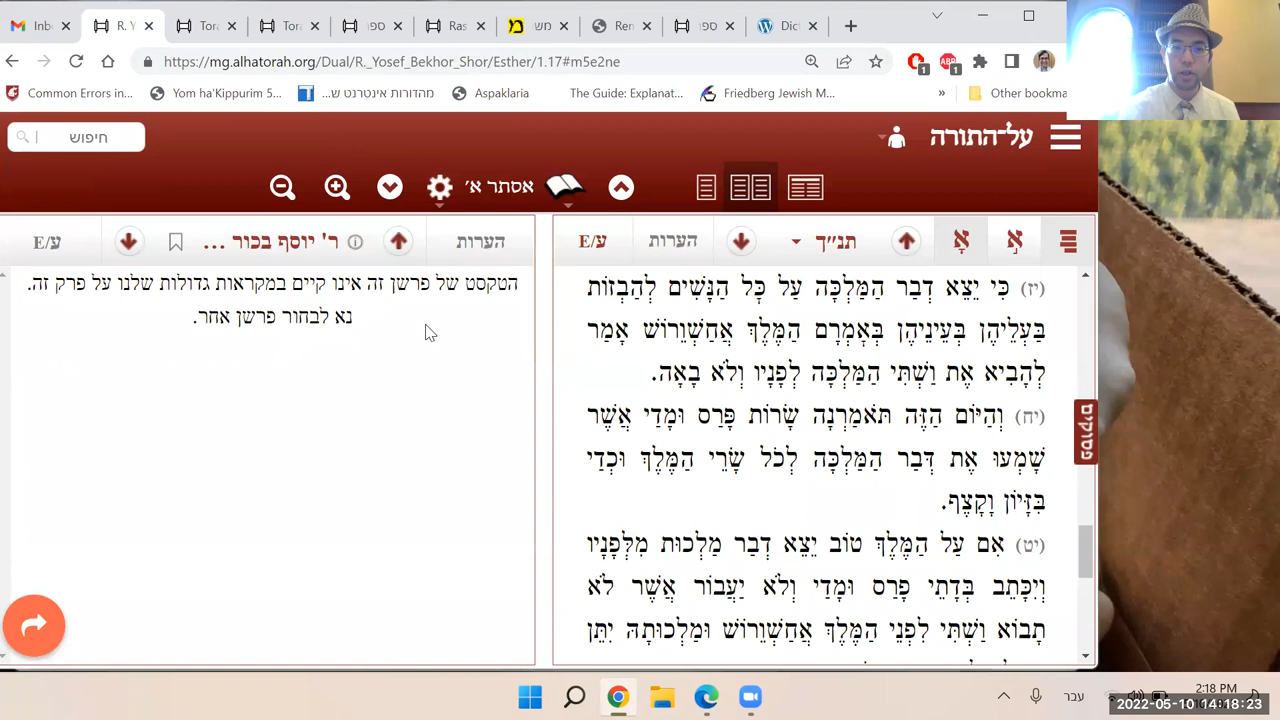 Inb
R. Y
Tor
Tor
ספו
Ras
משׁ
Ren
ספו
Dict
https://mg.alhatorah.org/Dual/R._Yosef_Bekhor_Shor/Esther/1.17#m5e2ne
Common Errors in...
Yom ha'Kippurim 5...
מהדורות אינטרנט ש...
Aspaklaria
The Guide: Explanat...
Friedberg Jewish M...
»
Other bookma
חיפוש
על־התורה
אסתר א׳
ע/E
ר' יוסף בכור ...
הערות
ע/E
הערות
תנ״ך
אָ
אְ
הטקסט של פרשן זה אינו קיים במקראות גדולות שלנו על פרק זה.
נא לבחור פרשן אחר.
(יז) כִּי יֵצֵא דְבַר הַמַּלְכָּה עַל כׇּל הַנָּשִׁים לְהַבְזוֹת
בַּעְלֵיהֶן בְּעֵינֵיהֶן בְּאׇמְרָם הַמֶּלֶךְ אֲחַשְׁוֵרוֹשׁ אָמַר
לְהָבִיא אֶת וַשְׁתִּי הַמַּלְכָּה לְפָנָיו וְלֹא בָאָה.
(יח) וְהַיּוֹם הַזֶּה תֹּאמַרְנָה שָׂרוֹת פָּרַס וּמָדַי אֲשֶׁר
שָׁמְעוּ אֶת דְּבַר הַמַּלְכָּה לְכֹל שָׂרֵי הַמֶּלֶךְ וּכְדַי
בִּזָּיוֹן וָקָצֶף.
(יט) אִם עַל הַמֶּלֶךְ טוֹב יֵצֵא דְבַר מַלְכוּת מִלְּפָנָיו
וְיִכָּתֵב בְּדָתֵי פָרַס וּמָדַי וְלֹא יַעֲבוֹר אֲשֶׁר לֹא
תָבוֹא וַשְׁתִּי לִפְנֵי הַמֶּלֶךְ אֲחַשְׁוֵרוֹשׁ וּמַלְכוּתָהּ יִתֵּן
פסוקים
עבר
2:18 PM
2022-05-10 14:18:23